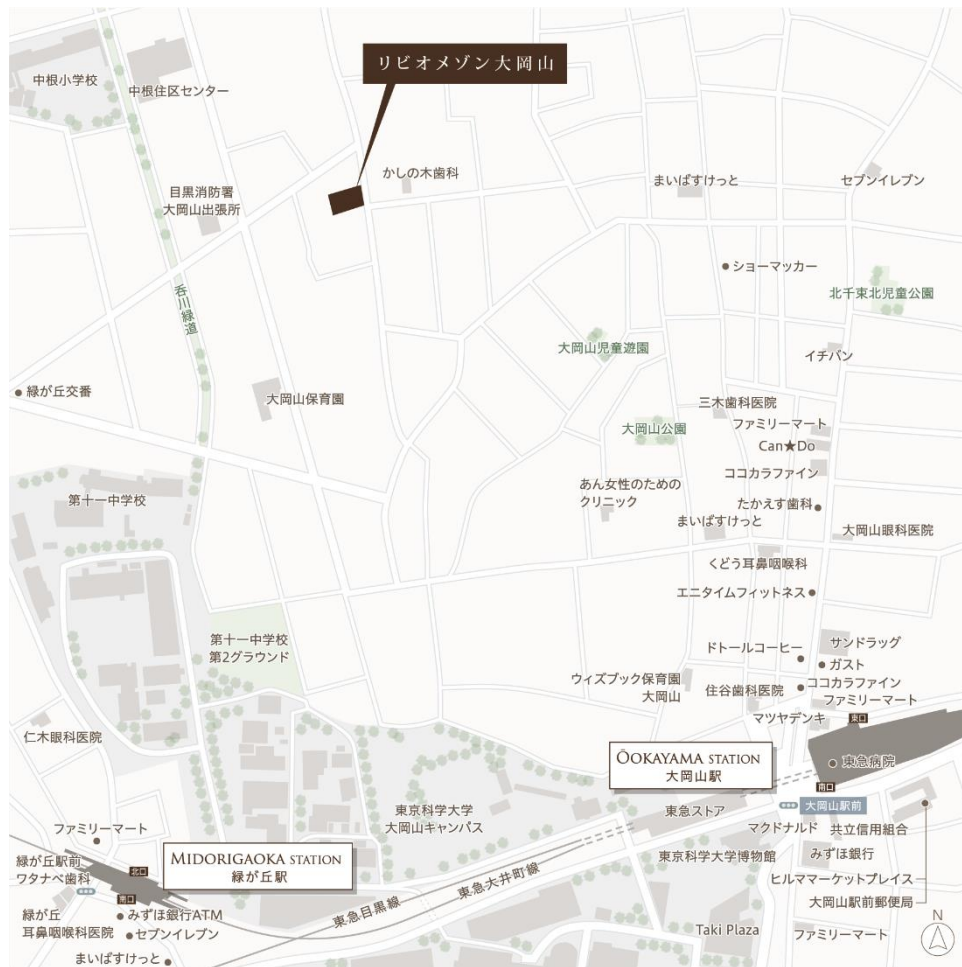 リビオメゾン大岡山
中根小学校
中根住区センター
かしの木歯科
目黒消防署
大岡山出張所
まいばすけっと
セブンイレブン
ショーマッカー
北千束北児童公園
呑川緑道
大岡山児童遊園
イチバン
緑が丘交番
大岡山保育園
三木歯科医院
大岡山公園
ファミリーマート
Can★Do
ココカラファイン
第十一中学校
あん女性のための
クリニック
たかえす歯科
まいばすけっと
大岡山眼科医院
くどう耳鼻咽喉科
エニタイムフィットネス
第十一中学校
第2グラウンド
ドトールコーヒー
サンドラッグ
ガスト
ウィズブック保育園
大岡山
住谷歯科医院
ココカラファイン
ファミリーマート
マツヤデンキ
東口
仁木眼科医院
ŌOKAYAMA STATION
大岡山駅
東急病院
南口
東京科学大学
大岡山キャンパス
東急ストア
大岡山駅前
ファミリーマート
マクドナルド
共立信用組合
緑が丘駅前
ワタナベ歯科
北口
MIDORIGAOKA STATION
緑が丘駅
東京科学大学博物館
みずほ銀行
東急目黒線
東急大井町線
ヒルママーケットプレイス
南口
大岡山駅前郵便局
緑が丘
耳鼻咽喉科医院
みずほ銀行ATM
セブンイレブン
Taki Plaza
ファミリーマート
N
まいばすけっと